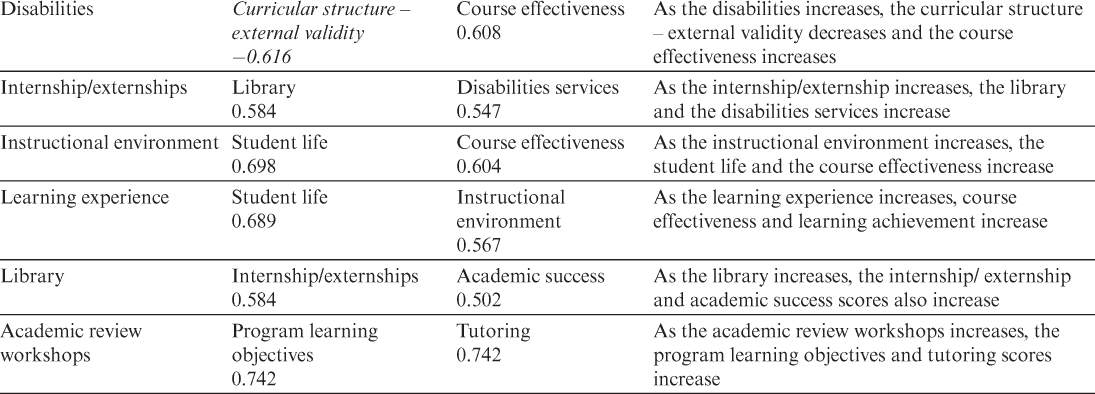 Disabilities
Curricular structure –
external validity
−0.616
Course effectiveness
0.608
As the disabilities increases, the curricular structure
– external validity decreases and the course
effectiveness increases
Internship/externships
Library
0.584
Disabilities services
0.547
As the internship/externship increases, the library
and the disabilities services increase
Instructional environment
Student life
0.698
Course effectiveness
0.604
As the instructional environment increases, the
student life and the course effectiveness increase
Learning experience
Student life
0.689
Instructional
environment
0.567
As the learning experience increases, course
effectiveness and learning achievement increase
Library
Internship/externships
0.584
Academic success
0.502
As the library increases, the internship/ externship
and academic success scores also increase
Academic review
workshops
Program learning
objectives
0.742
Tutoring
0.742
As the academic review workshops increases, the
program learning objectives and tutoring scores
increase